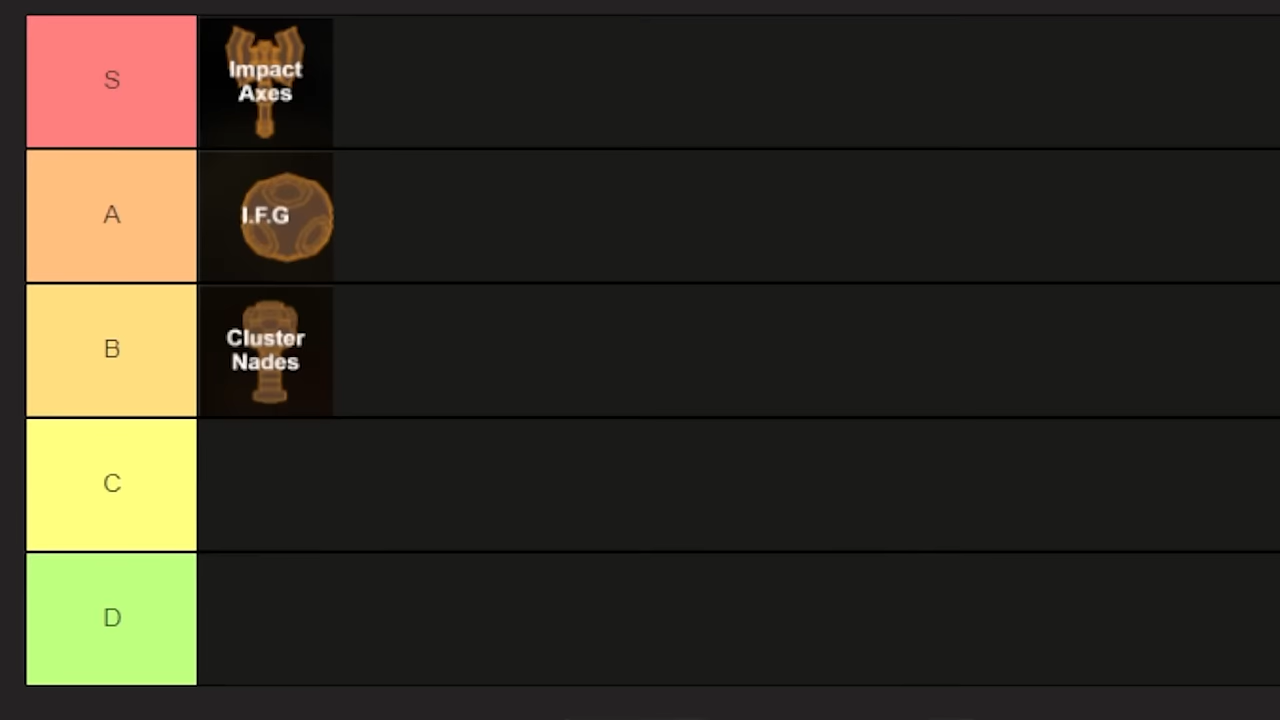 S
Impact
Axes
A
I.F.G
B
Cluster
Nades
C
D